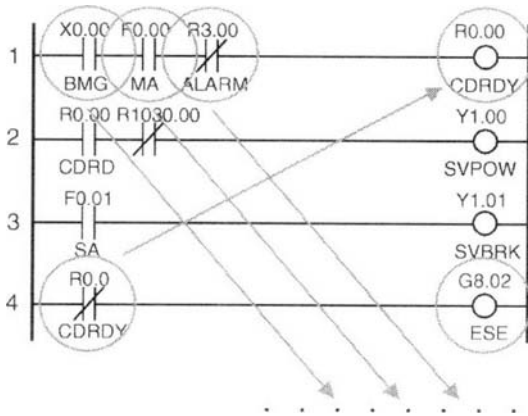 X0.00 F0.00 R3.00 R0.00
1
BMG MA ALARM CDRDY
R0.00 R1030.00 Y1.00
2
CDRD SVPOW
F0.01 Y1.01
3
SA SVBRK
R0.0 G8.02
4
CDRDY ESE
. . . . . . . . .